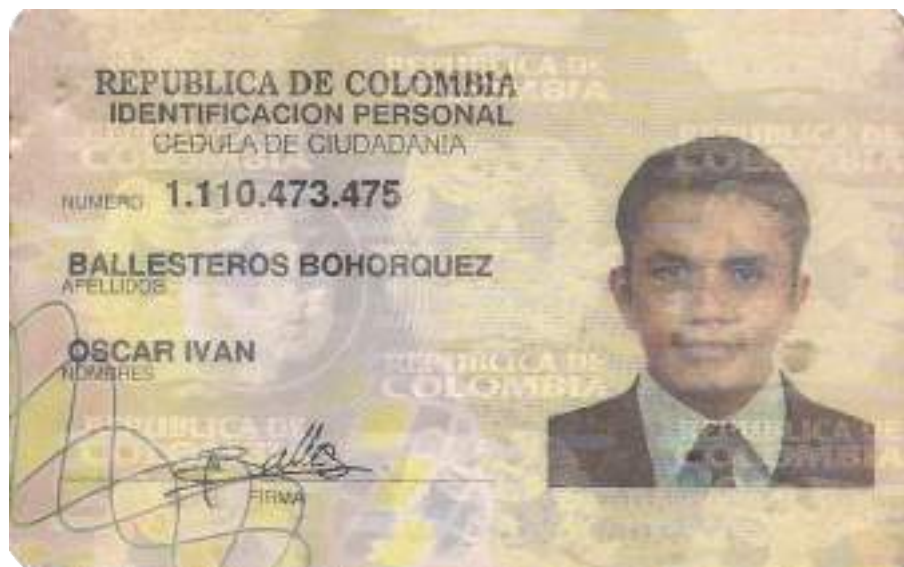 REPUBLICA DE COLOMBIA
IDENTIFICACION PERSONAL
CEDULA DE CIUDADANIA
NUMERO 1.110.473.475
BALLESTEROS BOHORQUEZ
APELLIDOS
OSCAR IVAN
NOMBRES
FIRMA
REPUBLICA DE
COLOMBIA